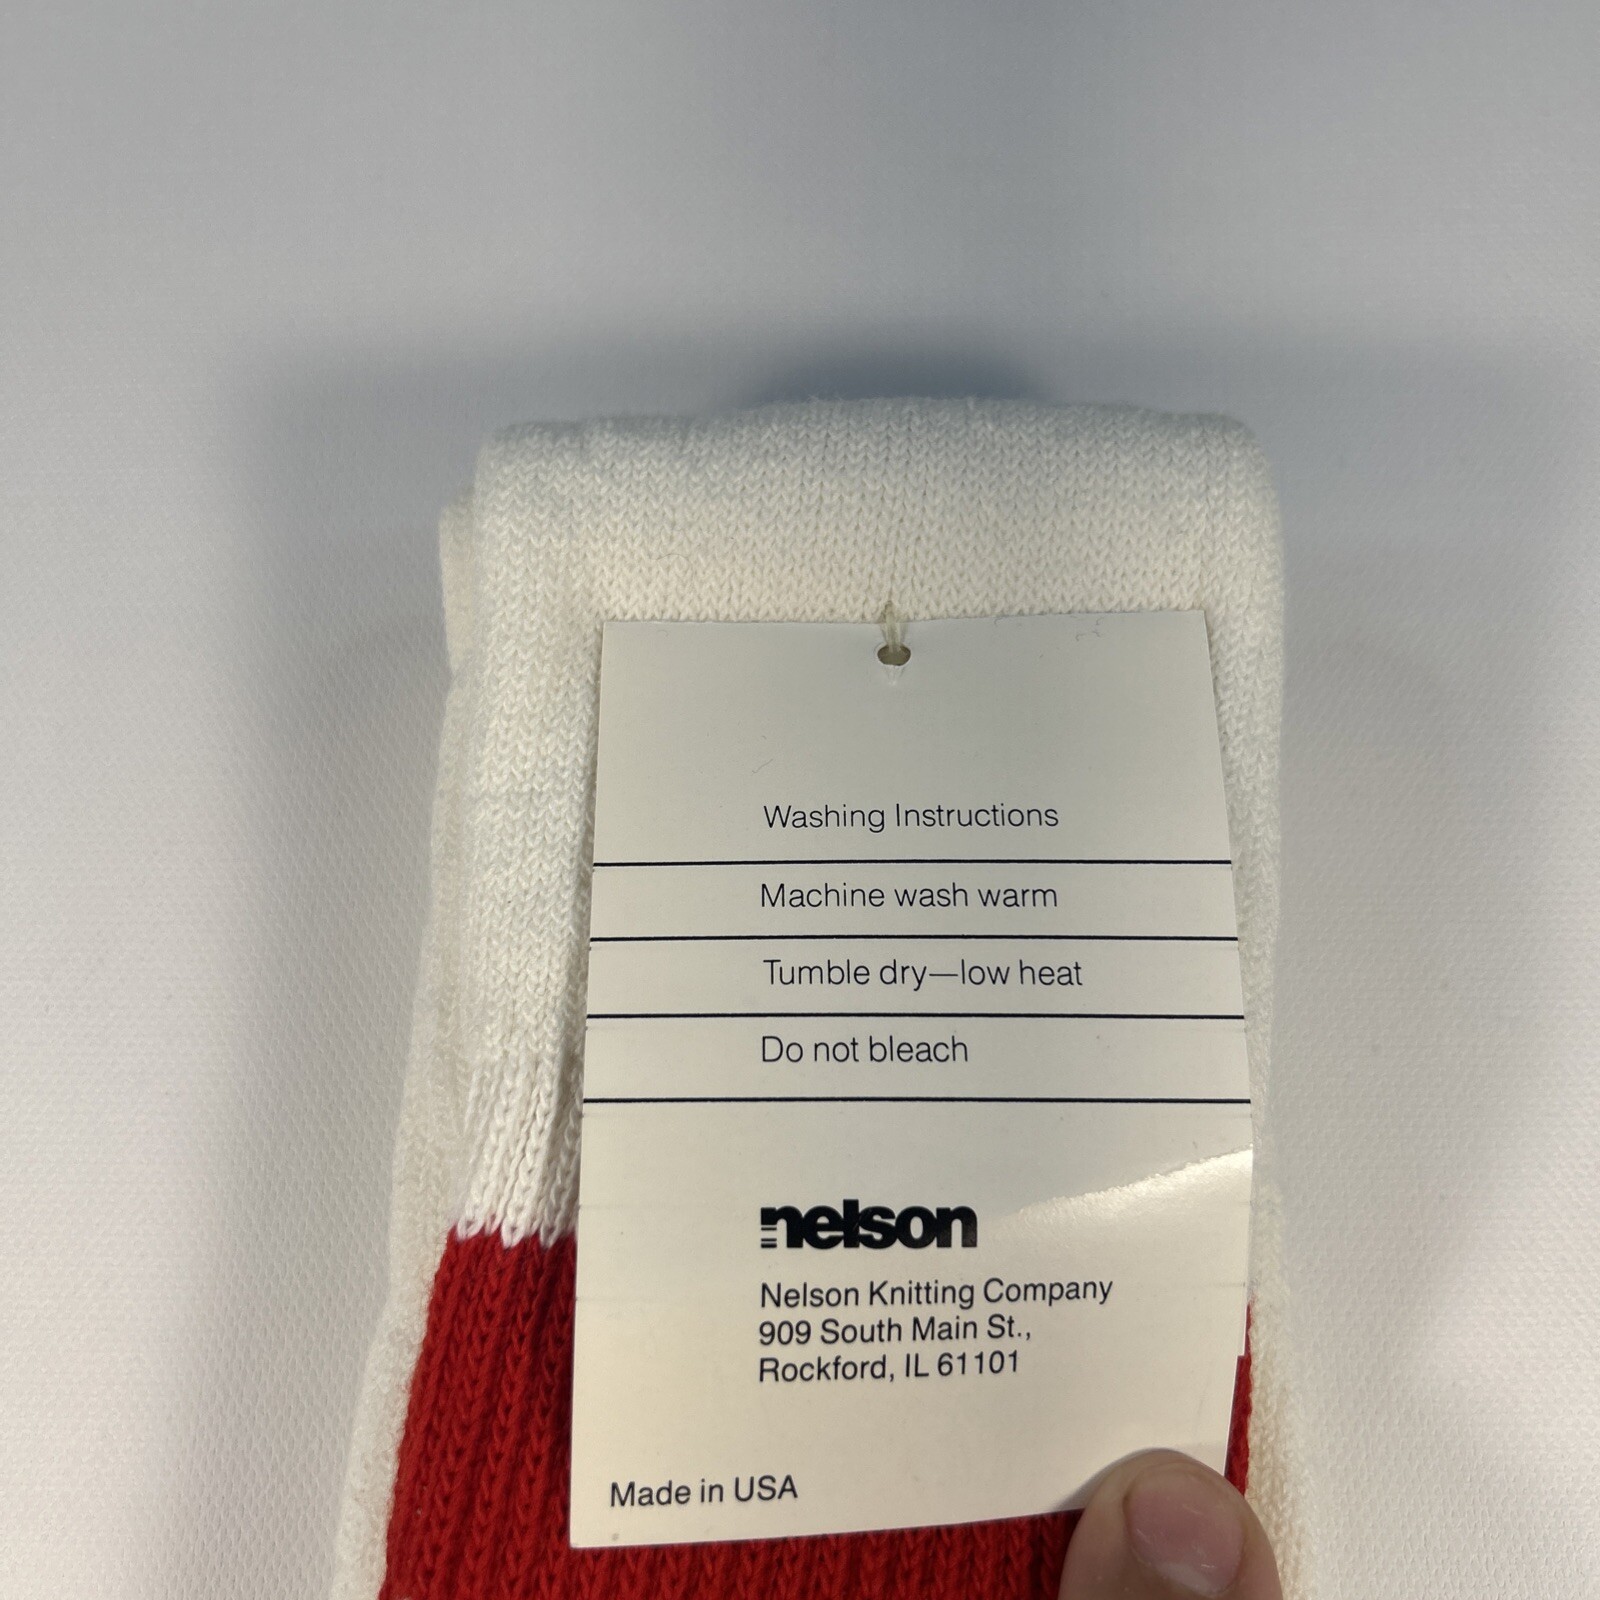 Washing Instructions
Machine wash warm
Tumble dry—low heat
Do not bleach
nelson
Nelson Knitting Company
909 South Main St.,
Rockford, IL 61101
Made in USA